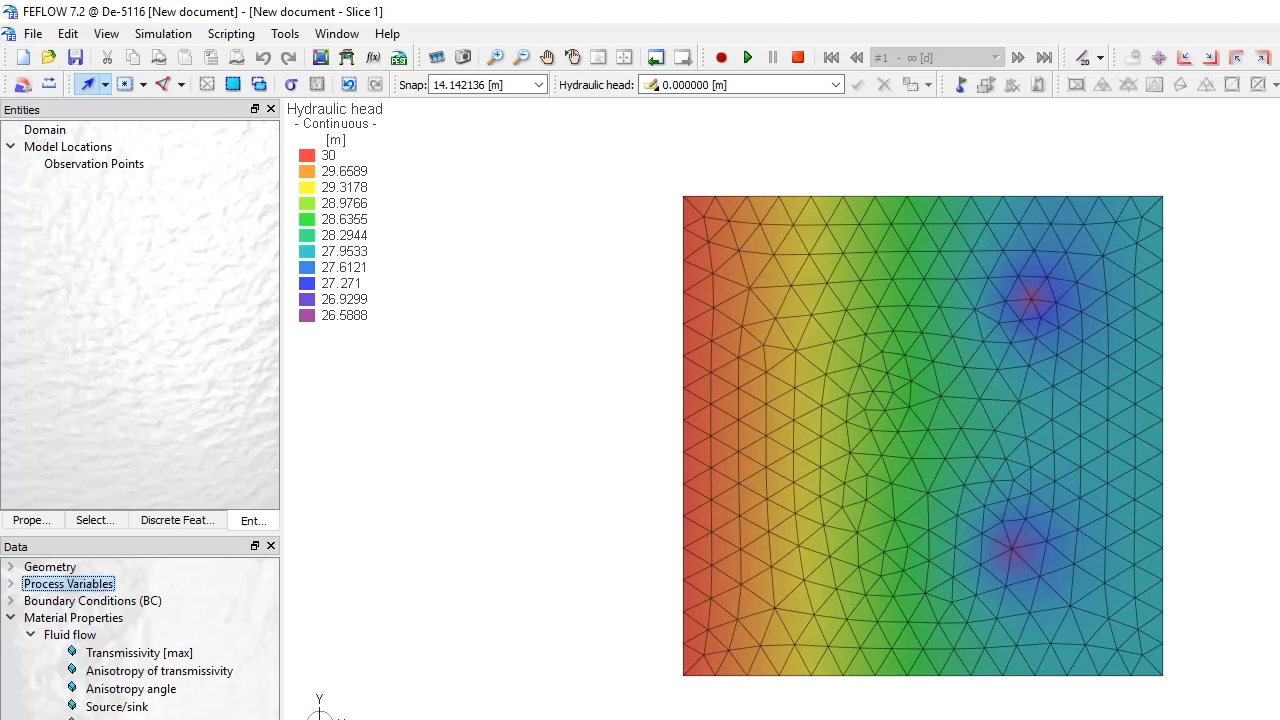 FEFLOW 7.2 @ De-5116 [New document] - [New document - Slice 1]
File Edit View Simulation Scripting Tools Window Help
f(x) PEST #1 - ∞ [d] 20
Snap: 14.142136 [m] Hydraulic head: 0.000000 [m]
Entities
Domain
Model Locations
Observation Points
Prope... Select... Discrete Feat... Ent...
Data
Geometry
Process Variables
Boundary Conditions (BC)
Material Properties
Fluid flow
Transmissivity [max]
Anisotropy of transmissivity
Anisotropy angle
Source/sink
Hydraulic head
- Continuous -
[m]
30
29.6589
29.3178
28.9766
28.6355
28.2944
27.9533
27.6121
27.271
26.9299
26.5888
Y